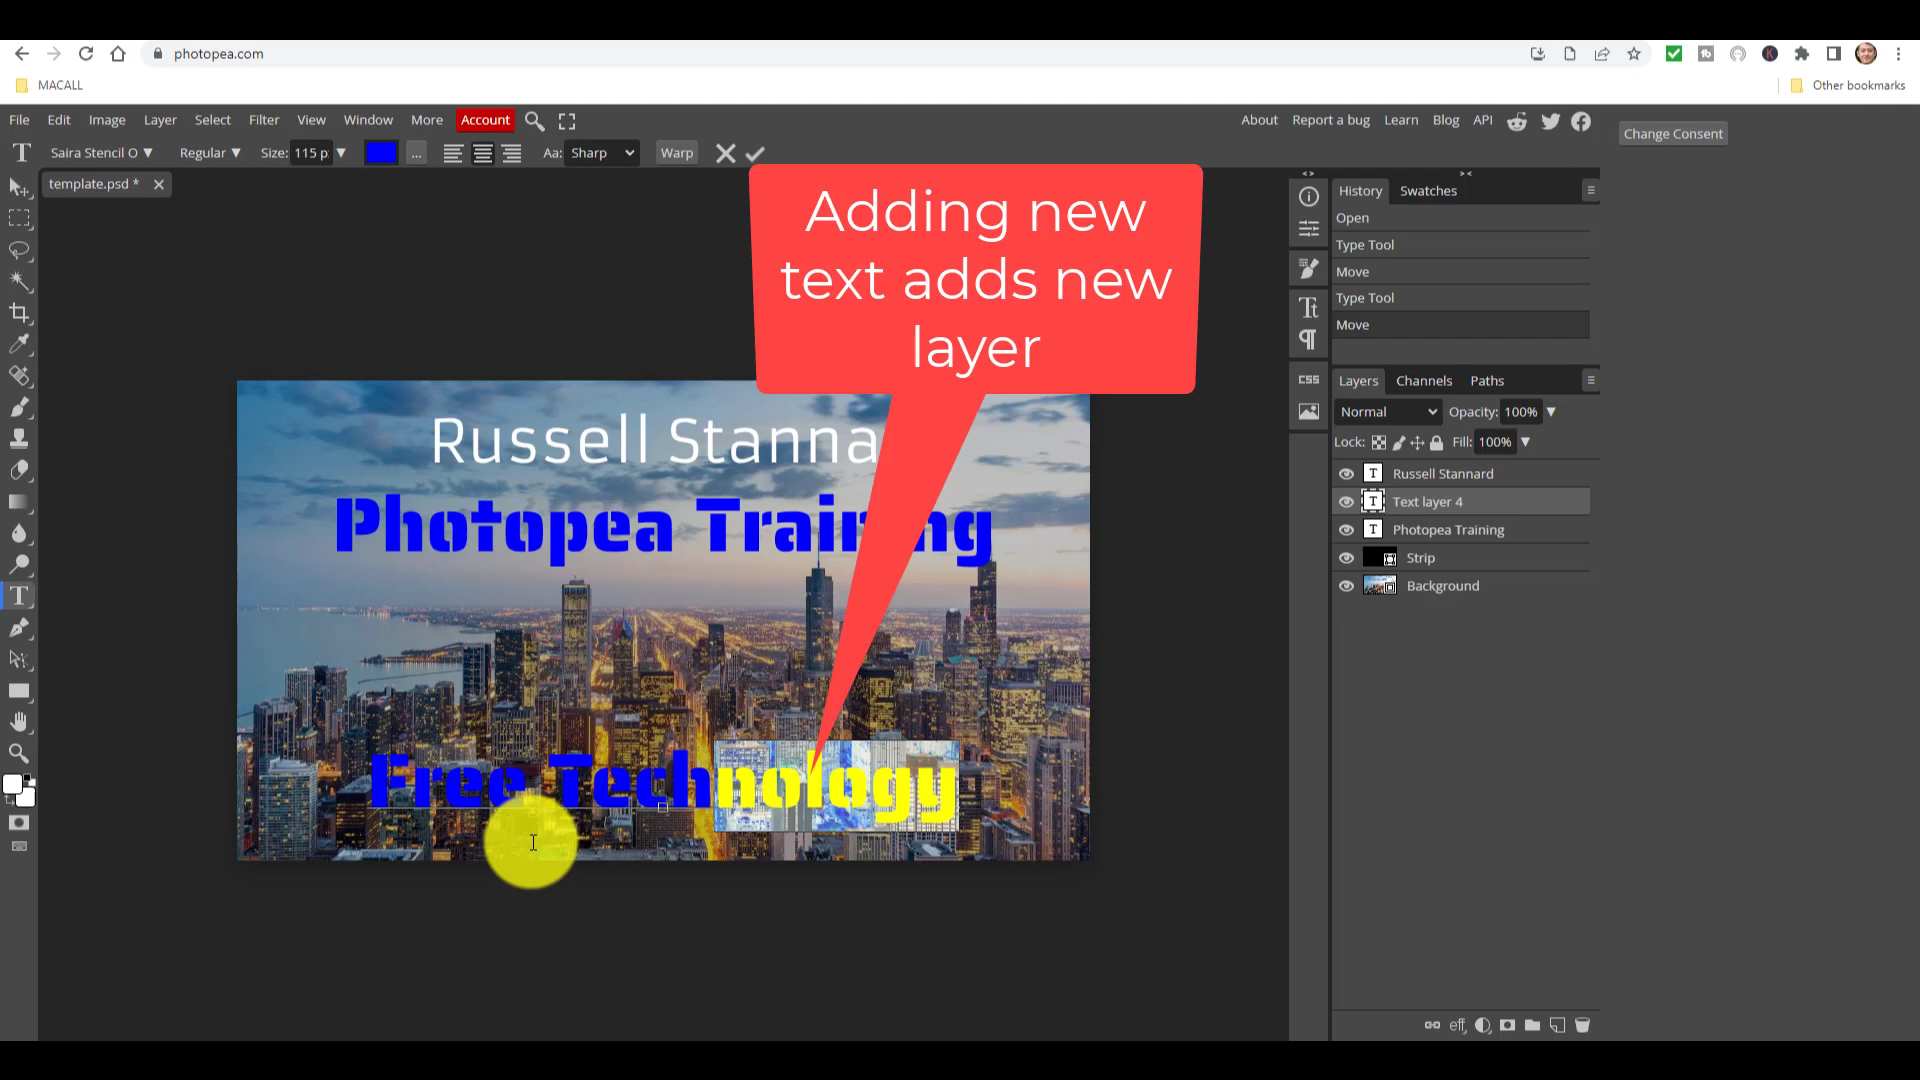 photopea.com
MACALL
Other bookmarks
File Edit Image Layer Select Filter View Window More Account
About Report a bug Learn Blog API
Change Consent
Saira Stencil O Regular Size: 115 p ... Aa: Sharp Warp
template.psd *
Adding new
text adds new
layer
Russell Stanna
Photopea Training
Free Technology
History Swatches
Open
Type Tool
Move
Type Tool
Move
CSS
Layers Channels Paths
Normal Opacity: 100%
Lock: Fill: 100%
Russell Stannard
Text layer 4
Photopea Training
Strip
Background
eff